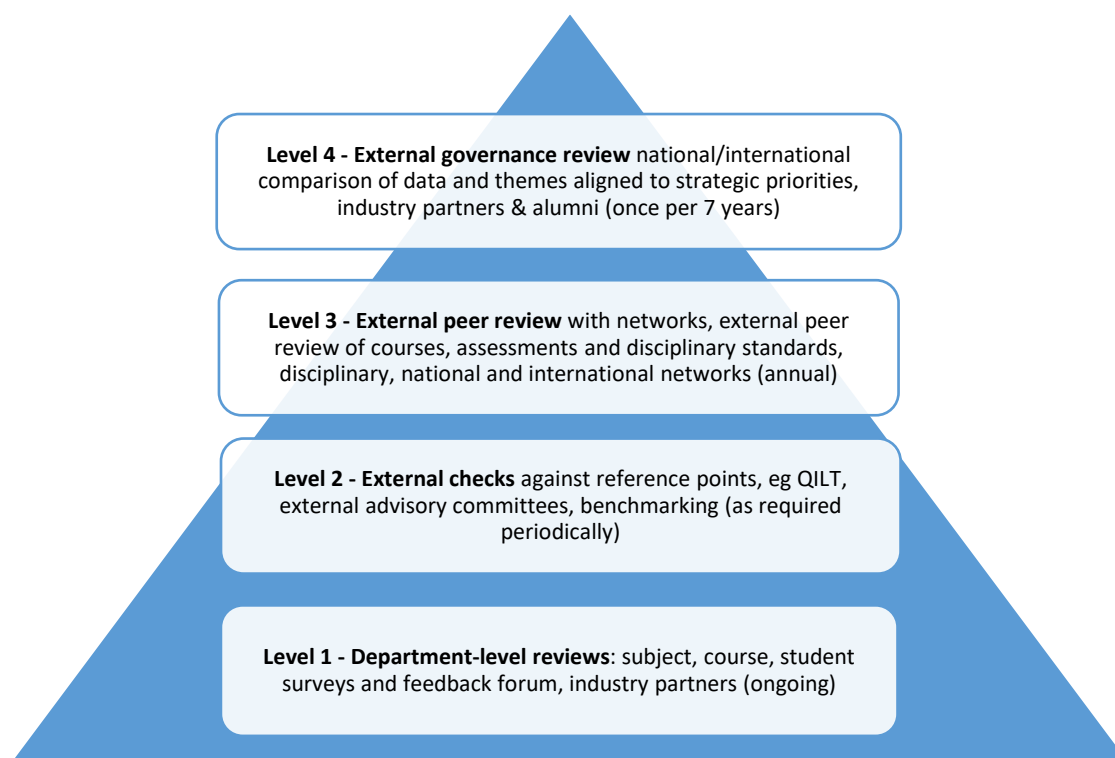 Level 4 - External governance review national/international
comparison of data and themes aligned to strategic priorities,
industry partners & alumni (once per 7 years)
Level 3 - External peer review with networks, external peer
review of courses, assessments and disciplinary standards,
disciplinary, national and international networks (annual)
Level 2 - External checks against reference points, eg QILT,
external advisory committees, benchmarking (as required
periodically)
Level 1 - Department-level reviews: subject, course, student
surveys and feedback forum, industry partners (ongoing)